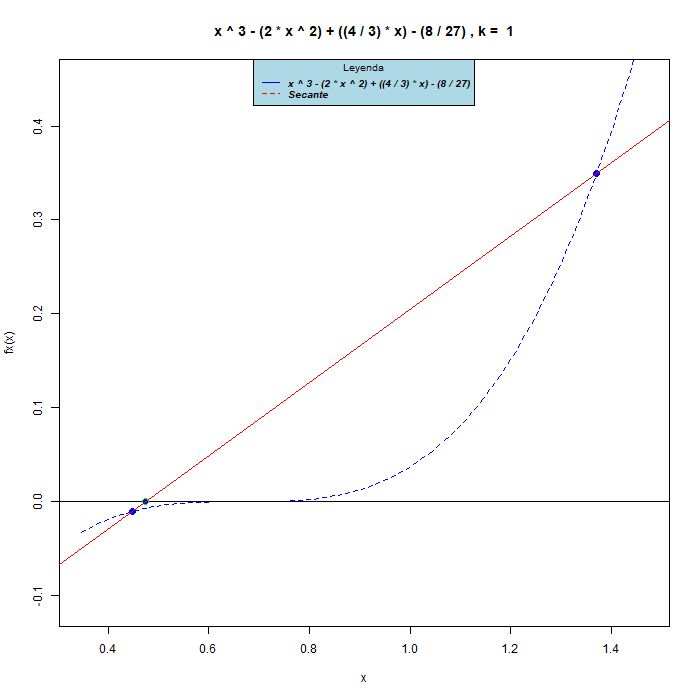 x ^ 3 - (2 * x ^ 2) + ((4 / 3) * x) - (8 / 27) , k = 1
Leyenda
x ^ 3 - (2 * x ^ 2) + ((4 / 3) * x) - (8 / 27)
Secante
fx(x)
0.4
0.3
0.2
0.1
0.0
-0.1
0.4 0.6 0.8 1.0 1.2 1.4
x